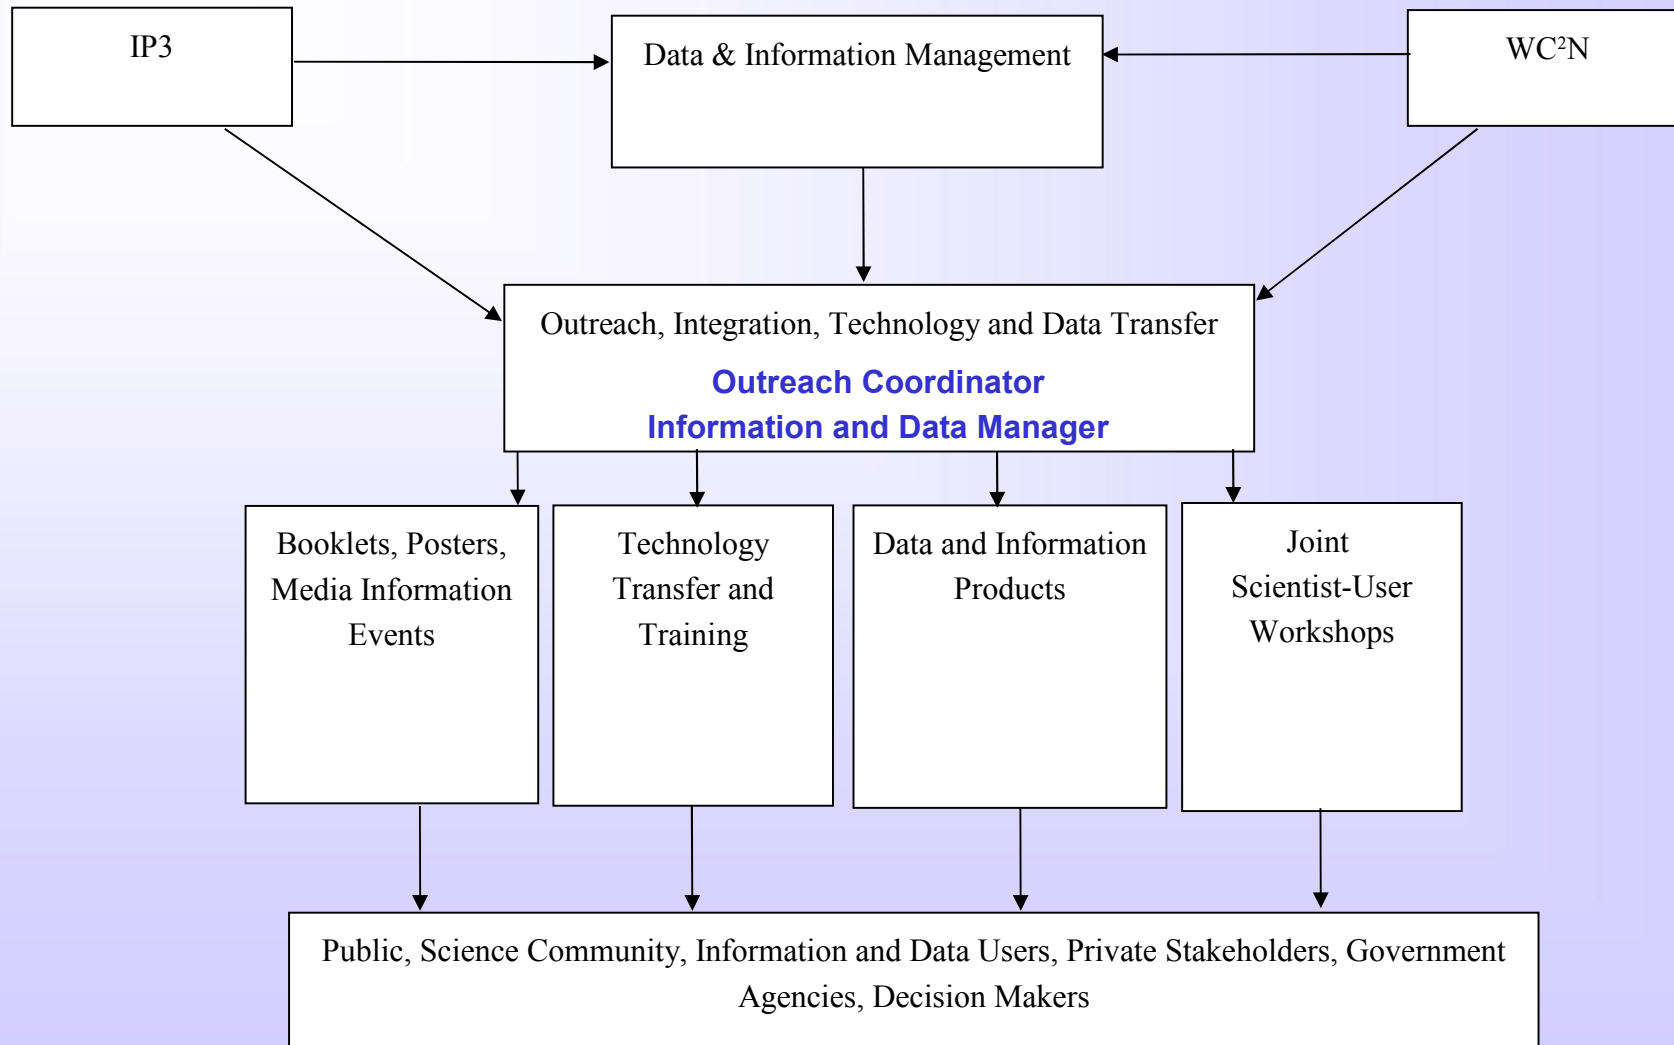 IP3
Data & Information Management
WC²N
Outreach, Integration, Technology and Data Transfer
Outreach Coordinator
Information and Data Manager
Booklets, Posters,
Media Information
Events
Technology
Transfer and
Training
Data and Information
Products
Joint
Scientist-User
Workshops
Public, Science Community, Information and Data Users, Private Stakeholders, Government
Agencies, Decision Makers